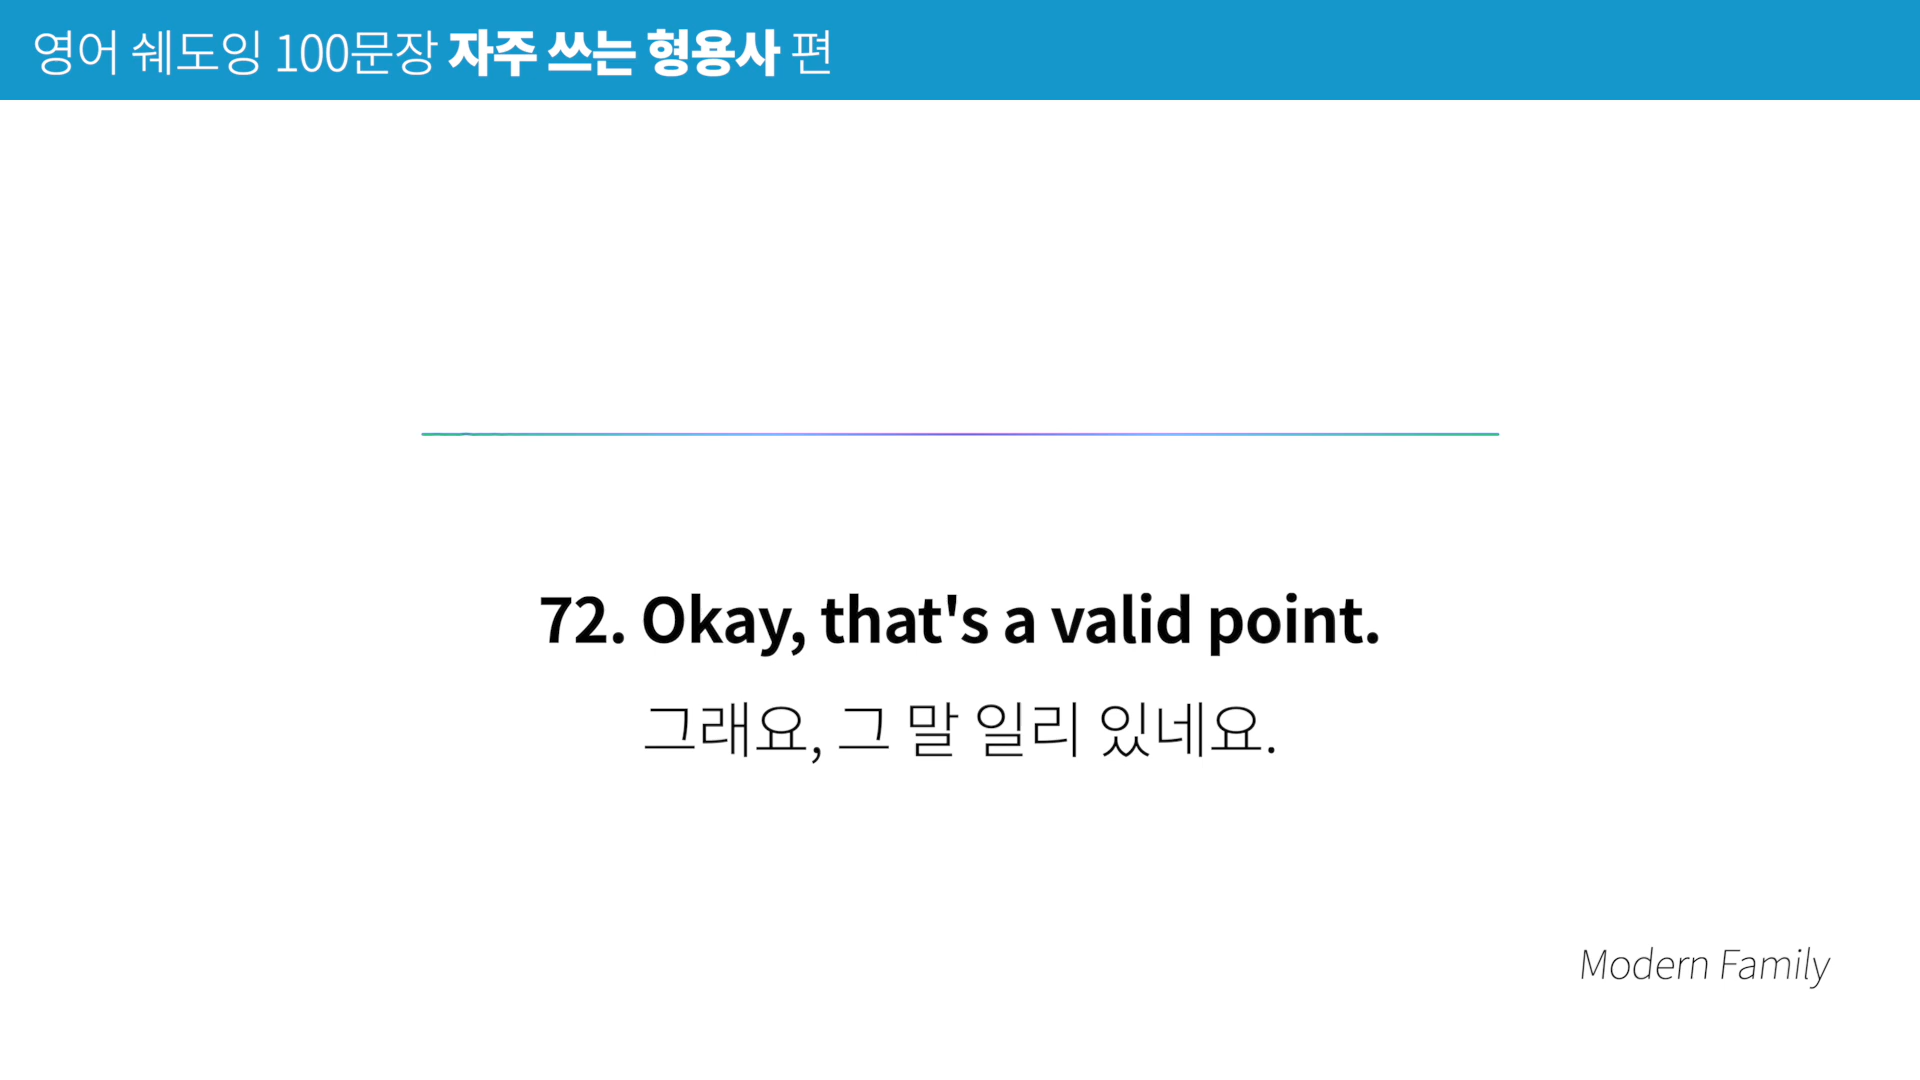 영어 쉐도잉 100문장 자주 쓰는 형용사 편
72. Okay, that's a valid point.
그래요, 그 말 일리 있네요.
Modern Family